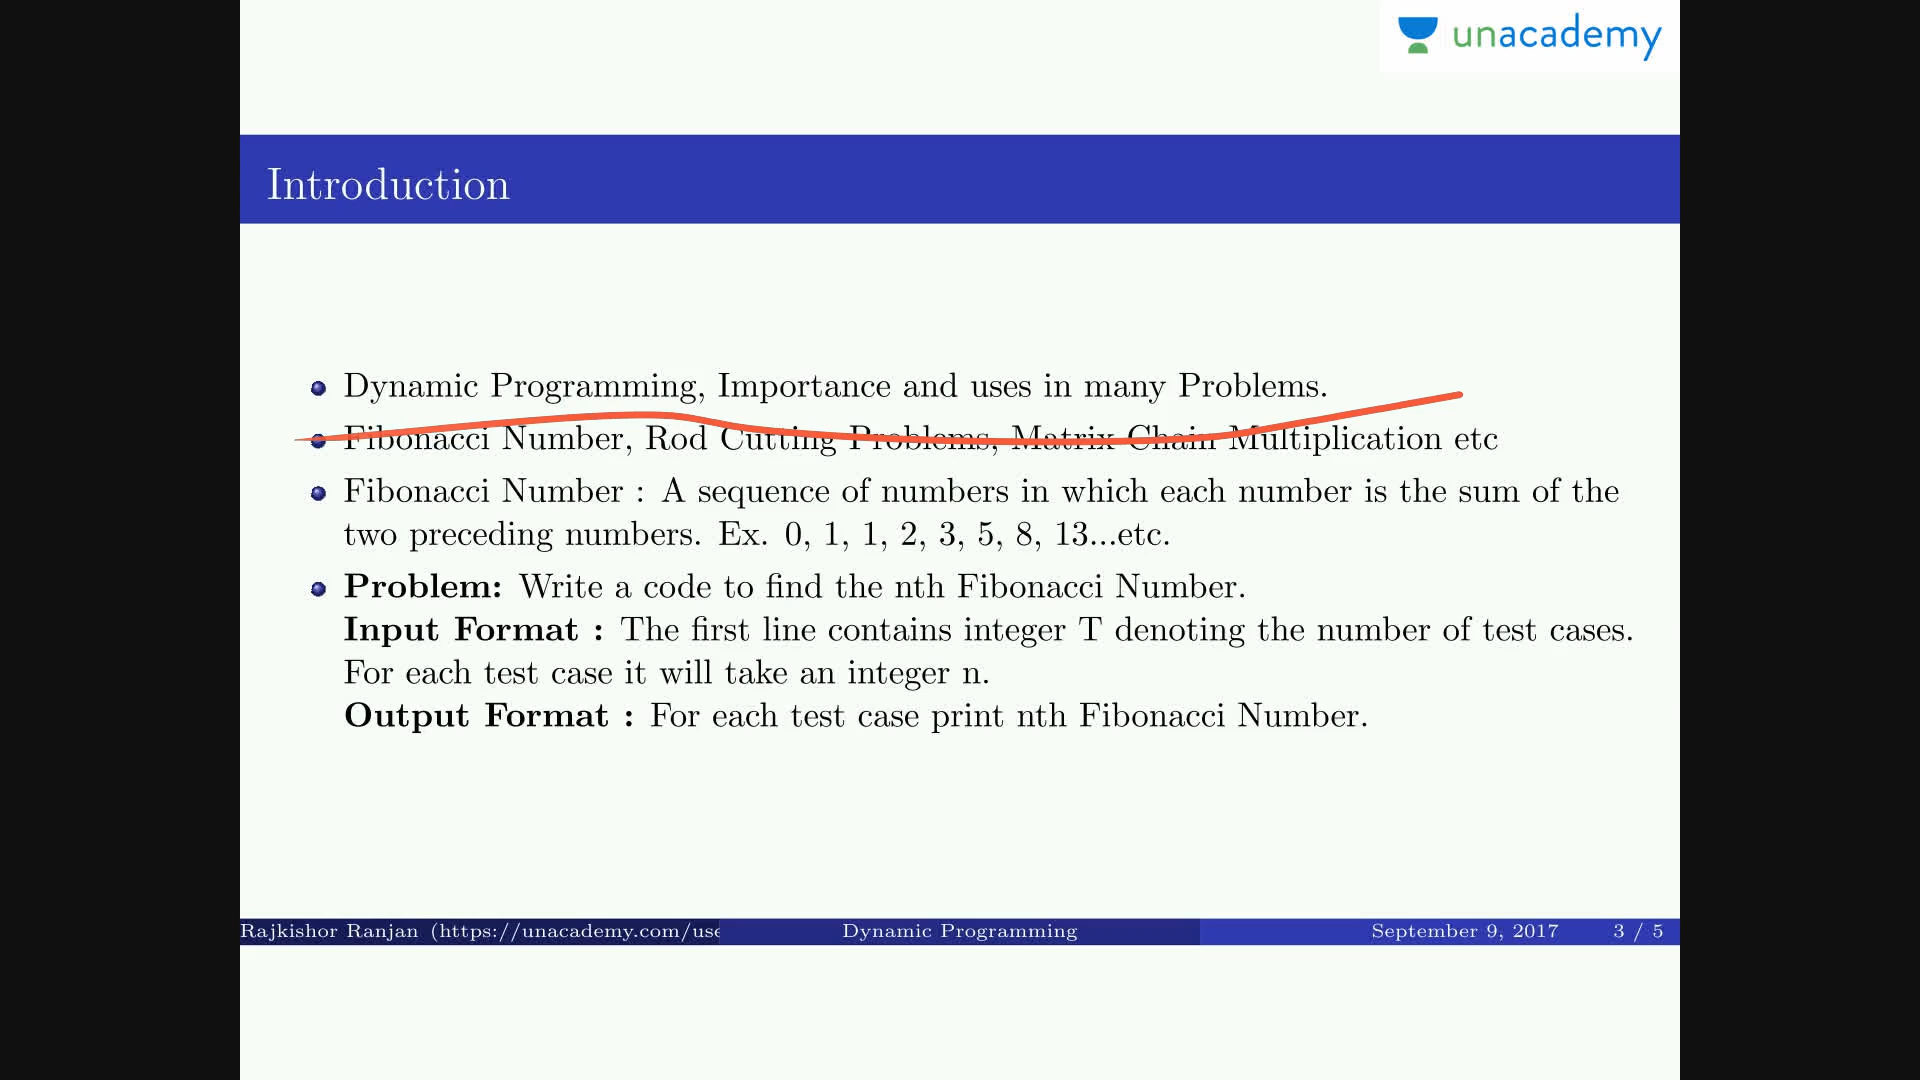 unacademy
Introduction
Dynamic Programming, Importance and uses in many Problems.
Fibonacci Number, Rod Cutting Problems, Matrix Chain Multiplication etc
Fibonacci Number : A sequence of numbers in which each number is the sum of the
two preceding numbers. Ex. 0, 1, 1, 2, 3, 5, 8, 13...etc.
Problem: Write a code to find the nth Fibonacci Number.
Input Format : The first line contains integer T denoting the number of test cases.
For each test case it will take an integer n.
Output Format : For each test case print nth Fibonacci Number.
Rajkishor Ranjan (https://unacademy.com/use Dynamic Programming September 9, 2017 3 / 5